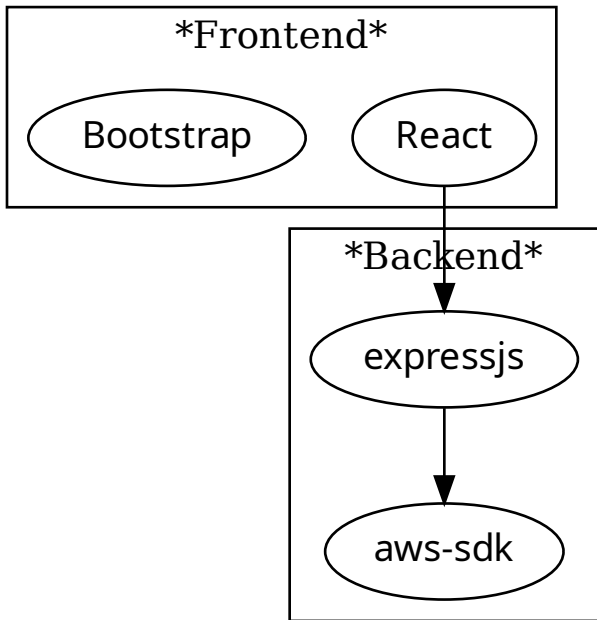 *Frontend*
Bootstrap React
*Backend*
expressjs
aws-sdk